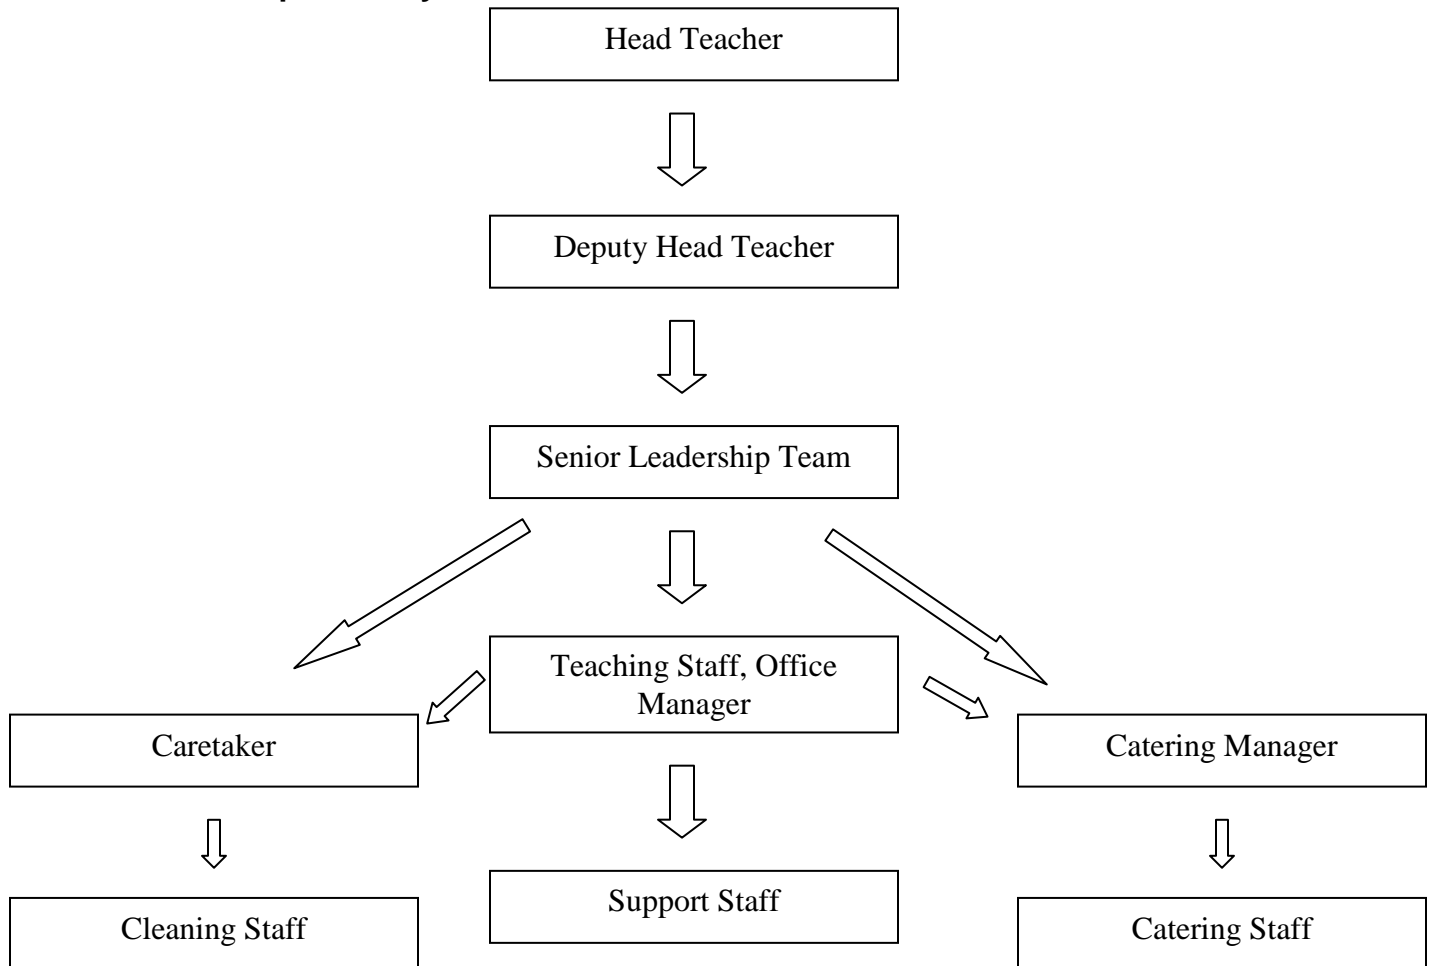 Head Teacher
Deputy Head Teacher
Senior Leadership Team
Teaching Staff, Office
Manager
Caretaker
Catering Manager
Support Staff
Cleaning Staff
Catering Staff